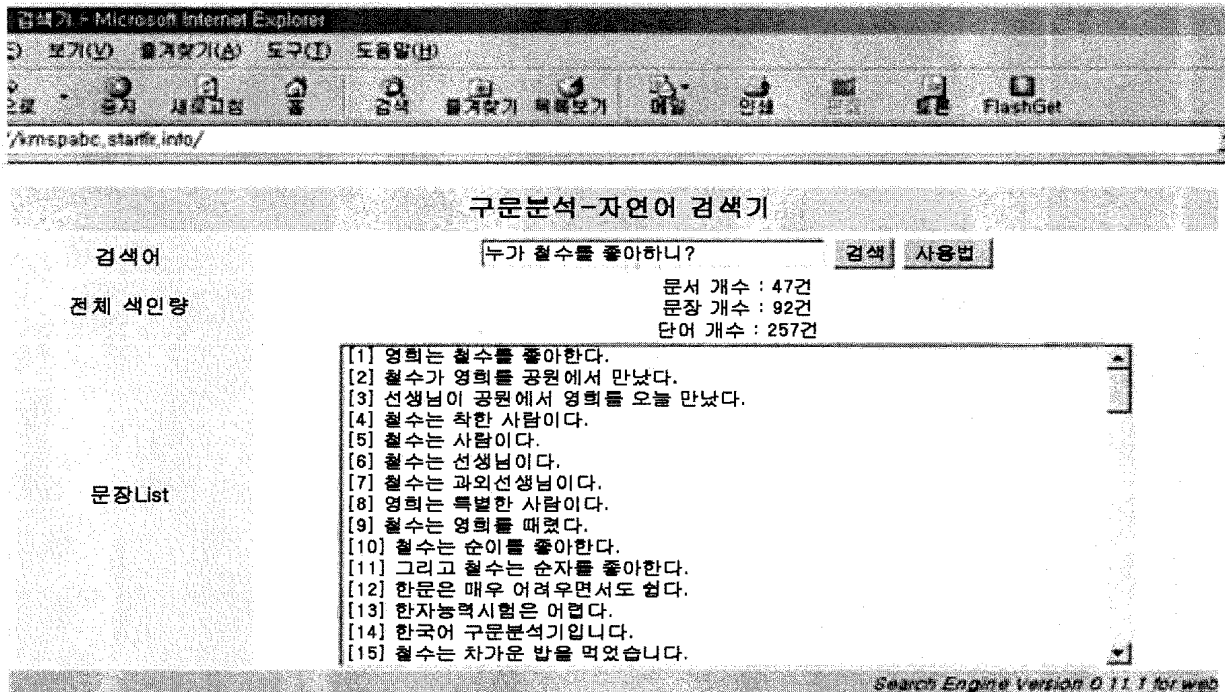 검색기 - Microsoft Internet Explorer
보기(V) 즐겨찾기(A) 도구(T) 도움말(H)
중지 새로고침 홈 검색 즐겨찾기 목록보기 메일 인쇄 토론 FlashGet
구문분석-자연어 검색기
검색어 누가 철수를 좋아하니? 검색 사용법
전체 색인량
문서 개수 : 47건
문장 개수 : 92건
단어 개수 : 257건
문장List
[1] 영희는 철수를 좋아한다.
[2] 철수가 영희를 공원에서 만났다.
[3] 선생님이 공원에서 영희를 오늘 만났다.
[4] 철수는 착한 사람이다.
[5] 철수는 사람이다.
[6] 철수는 선생님이다.
[7] 철수는 과외선생님이다.
[8] 영희는 특별한 사람이다.
[9] 철수는 영희를 때렸다.
[10] 철수는 순이를 좋아한다.
[11] 그리고 철수는 순자를 좋아한다.
[12] 한문은 매우 어려우면서도 쉽다.
[13] 한자능력시험은 어렵다.
[14] 한국어 구문분석기입니다.
[15] 철수는 차가운 밥을 먹었습니다.
Search Engine Version 0.11.1 for web